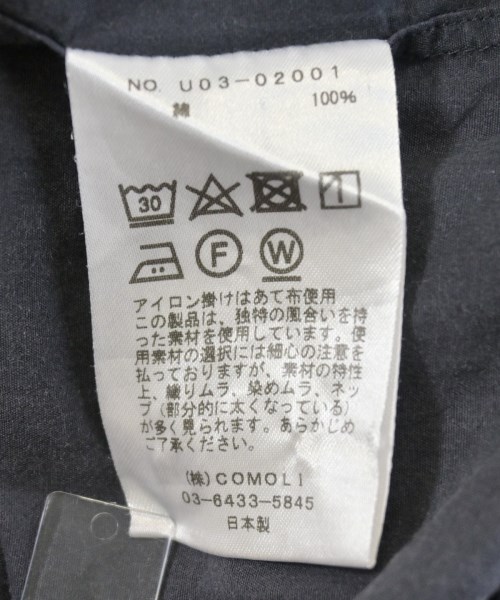 NO. U03-02001
綿 100%
30
F W
アイロン掛けはあて布使用
この製品は、独特の風合いを持
った素材を使用しています。使
用素材の選択には細心の注意を
払っておりますが、素材の特性
上、織りムラ、染めムラ、ネッ
プ(部分的に太くなっている)
が多く見られます。あらかじめ
ご了承ください。
(株)COMOLI
03-6433-5845
日本製